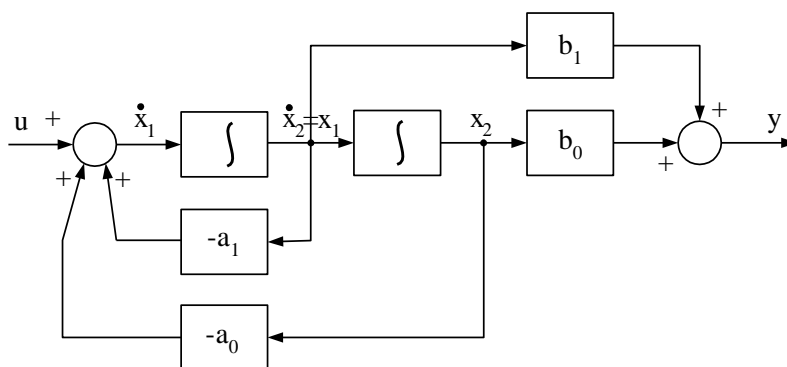 b₁
u + ẋ₁ ∫ ẋ₂=x₁ ∫ x₂ b₀ + + y
+ +
-a₁
-a₀